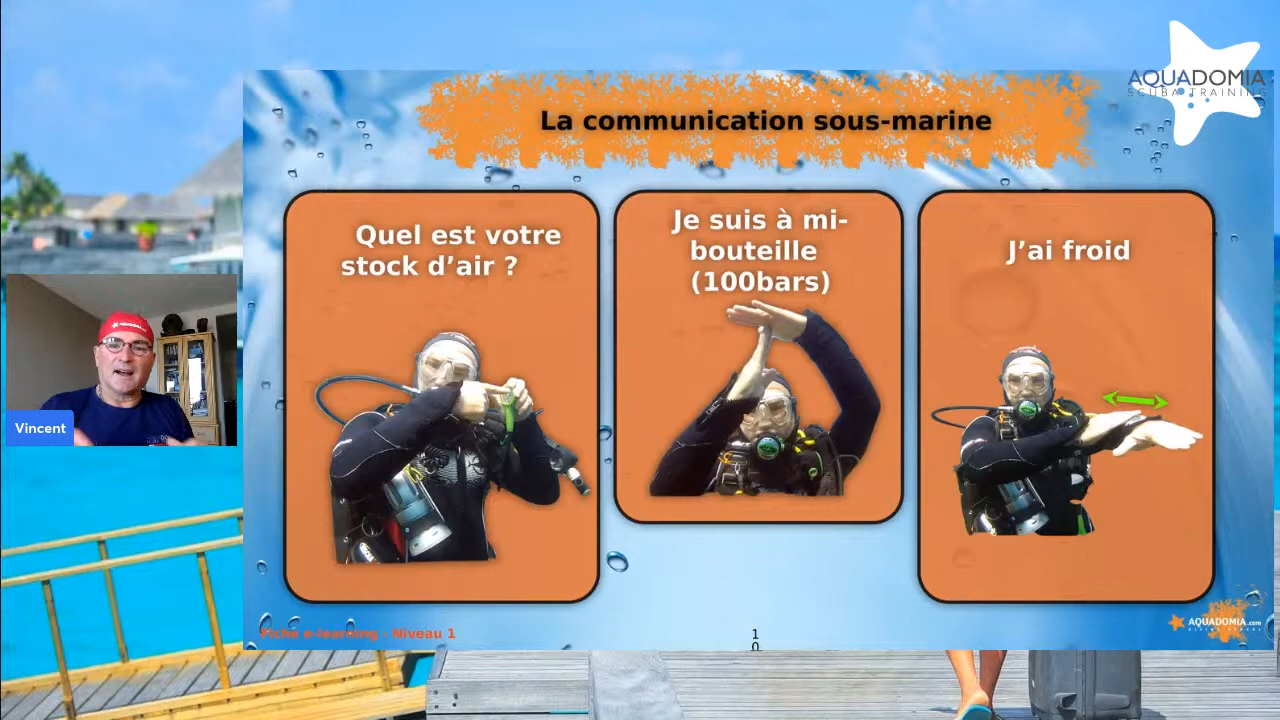 AQUADOMIA
SCUBA TRAINING
La communication sous-marine
Quel est votre
stock d’air ?
Je suis à mi-
bouteille
(100bars)
J’ai froid
AQUADOMIA
Vincent
Fiche e-learning - Niveau 1
1
0
AQUADOMIA.com